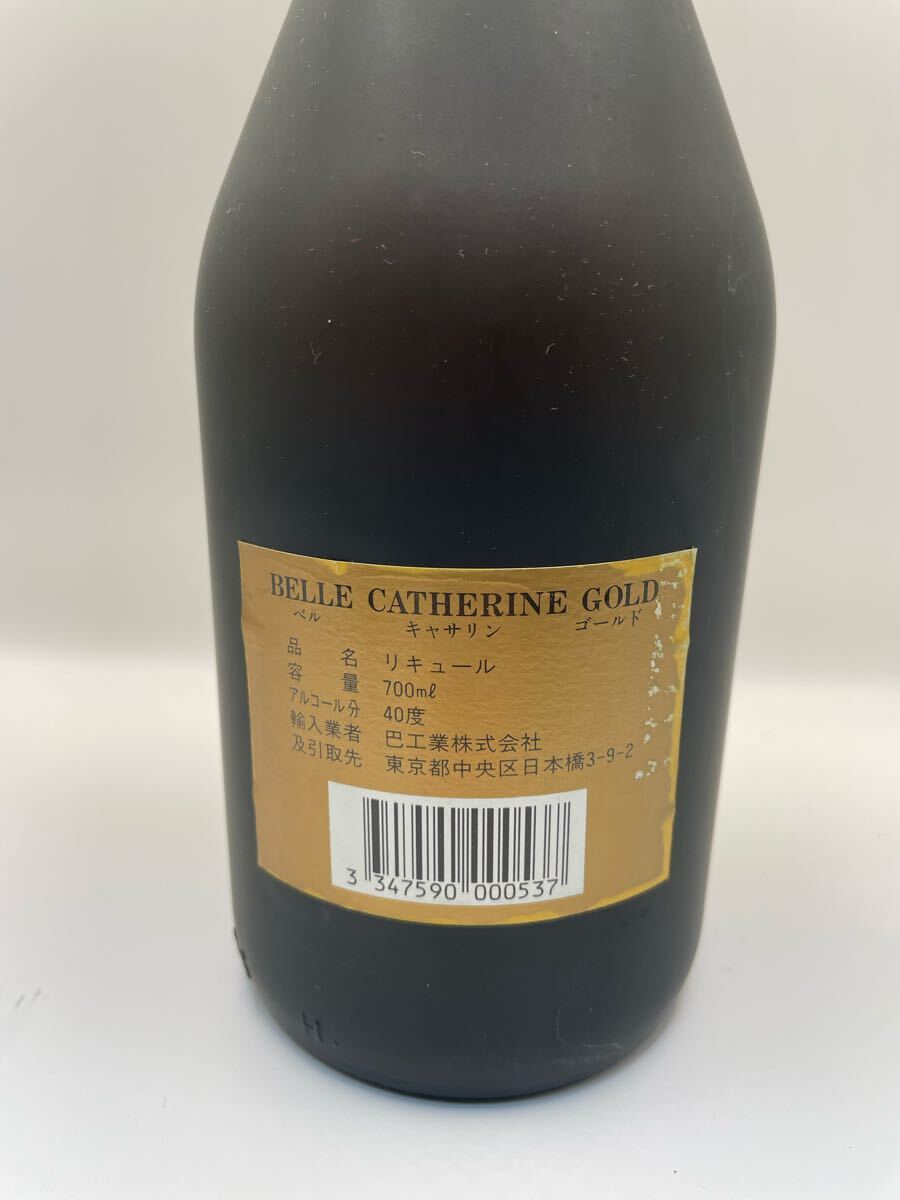 BELLE CATHERINE GOLD
ベル キャサリン ゴールド
品名 リキュール
容量 700ml
アルコール分 40度
輸入業者 巴工業株式会社
及引取先 東京都中央区日本橋3-9-2
3 347590 000537
H.